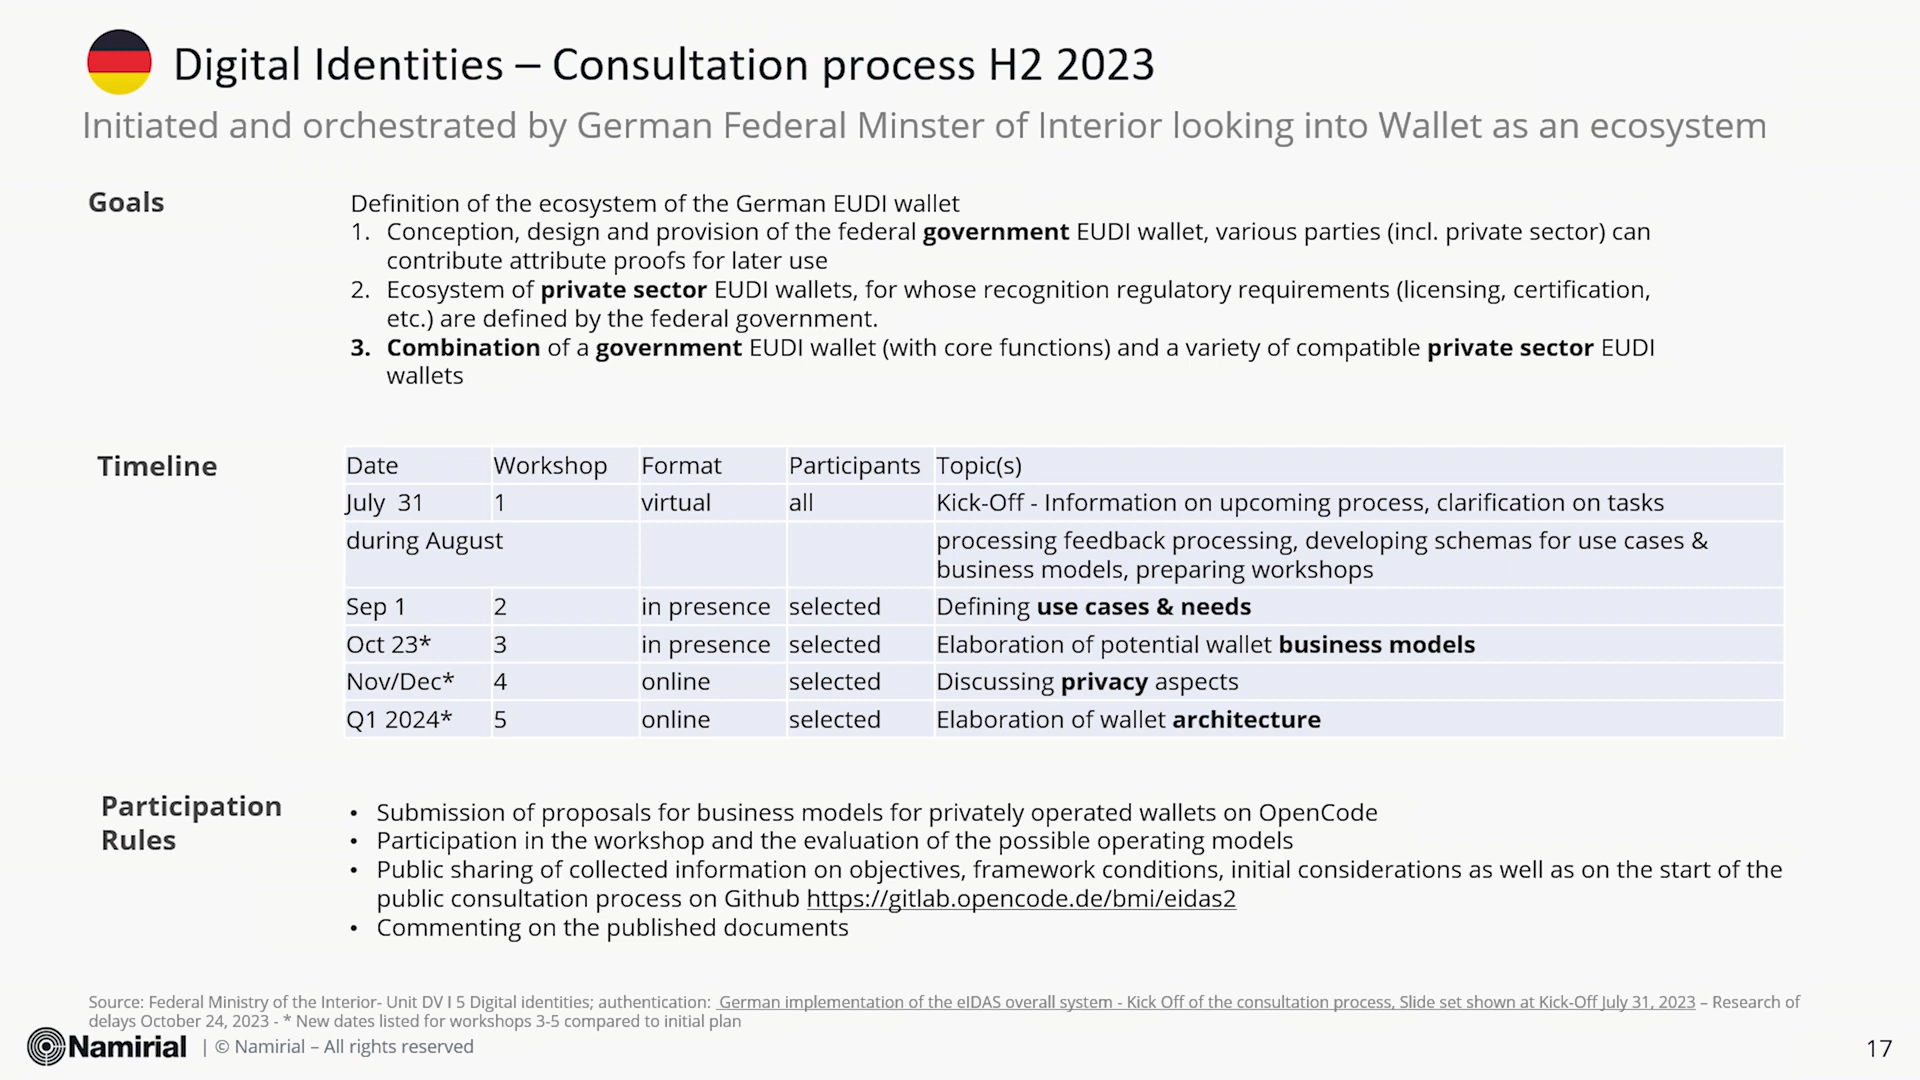 Digital Identities – Consultation process H2 2023
Initiated and orchestrated by German Federal Minster of Interior looking into Wallet as an ecosystem
Goals
Definition of the ecosystem of the German EUDI wallet
1. Conception, design and provision of the federal government EUDI wallet, various parties (incl. private sector) can
contribute attribute proofs for later use
2. Ecosystem of private sector EUDI wallets, for whose recognition regulatory requirements (licensing, certification,
etc.) are defined by the federal government.
3. Combination of a government EUDI wallet (with core functions) and a variety of compatible private sector EUDI
wallets
Timeline
Date Workshop Format Participants Topic(s)
July 31 1 virtual all Kick-Off - Information on upcoming process, clarification on tasks
during August processing feedback processing, developing schemas for use cases &
business models, preparing workshops
Sep 1 2 in presence selected Defining use cases & needs
Oct 23* 3 in presence selected Elaboration of potential wallet business models
Nov/Dec* 4 online selected Discussing privacy aspects
Q1 2024* 5 online selected Elaboration of wallet architecture
Participation
Rules
• Submission of proposals for business models for privately operated wallets on OpenCode
• Participation in the workshop and the evaluation of the possible operating models
• Public sharing of collected information on objectives, framework conditions, initial considerations as well as on the start of the
public consultation process on Github https://gitlab.opencode.de/bmi/eidas2
• Commenting on the published documents
Source: Federal Ministry of the Interior- Unit DV I 5 Digital identities; authentication: German implementation of the eIDAS overall system - Kick Off of the consultation process, Slide set shown at Kick-Off July 31, 2023 – Research of
delays October 24, 2023 - * New dates listed for workshops 3-5 compared to initial plan
Namirial | © Namirial – All rights reserved
17